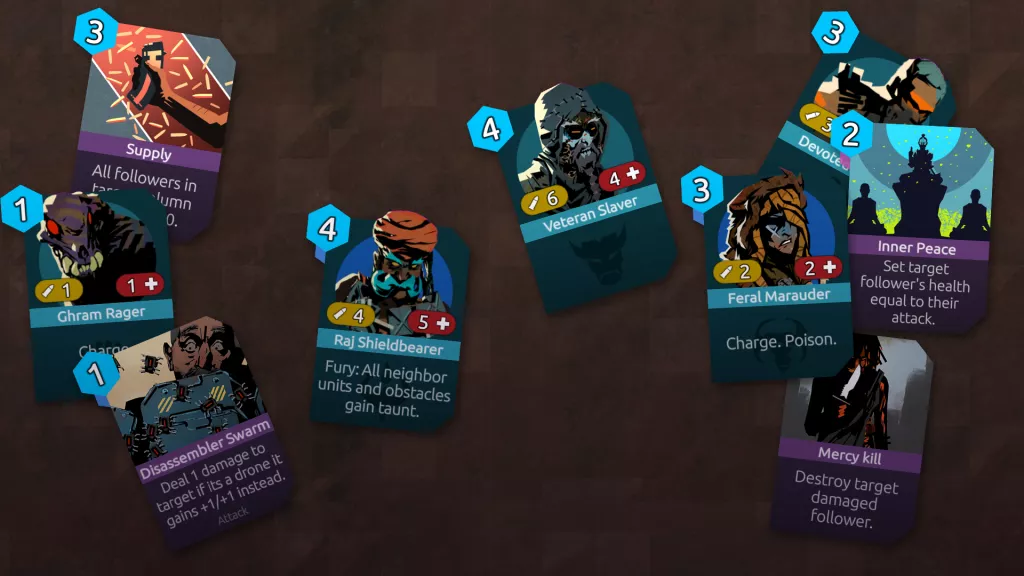 3
Supply
All followers in
1
1
1
Ghram Rager
1
Disassembler Swarm
Deal 1 damage to
target if its a drone it
gains +1/+1 instead.
Attack
4
4
5
Raj Shieldbearer
Fury: All neighbor
units and obstacles
gain taunt.
4
6
4
Veteran Slaver
3
3
3
2
2
Feral Marauder
Charge. Poison.
2
Inner Peace
Set target
follower's health
equal to their
attack.
Mercy kill
Destroy target
damaged
follower.